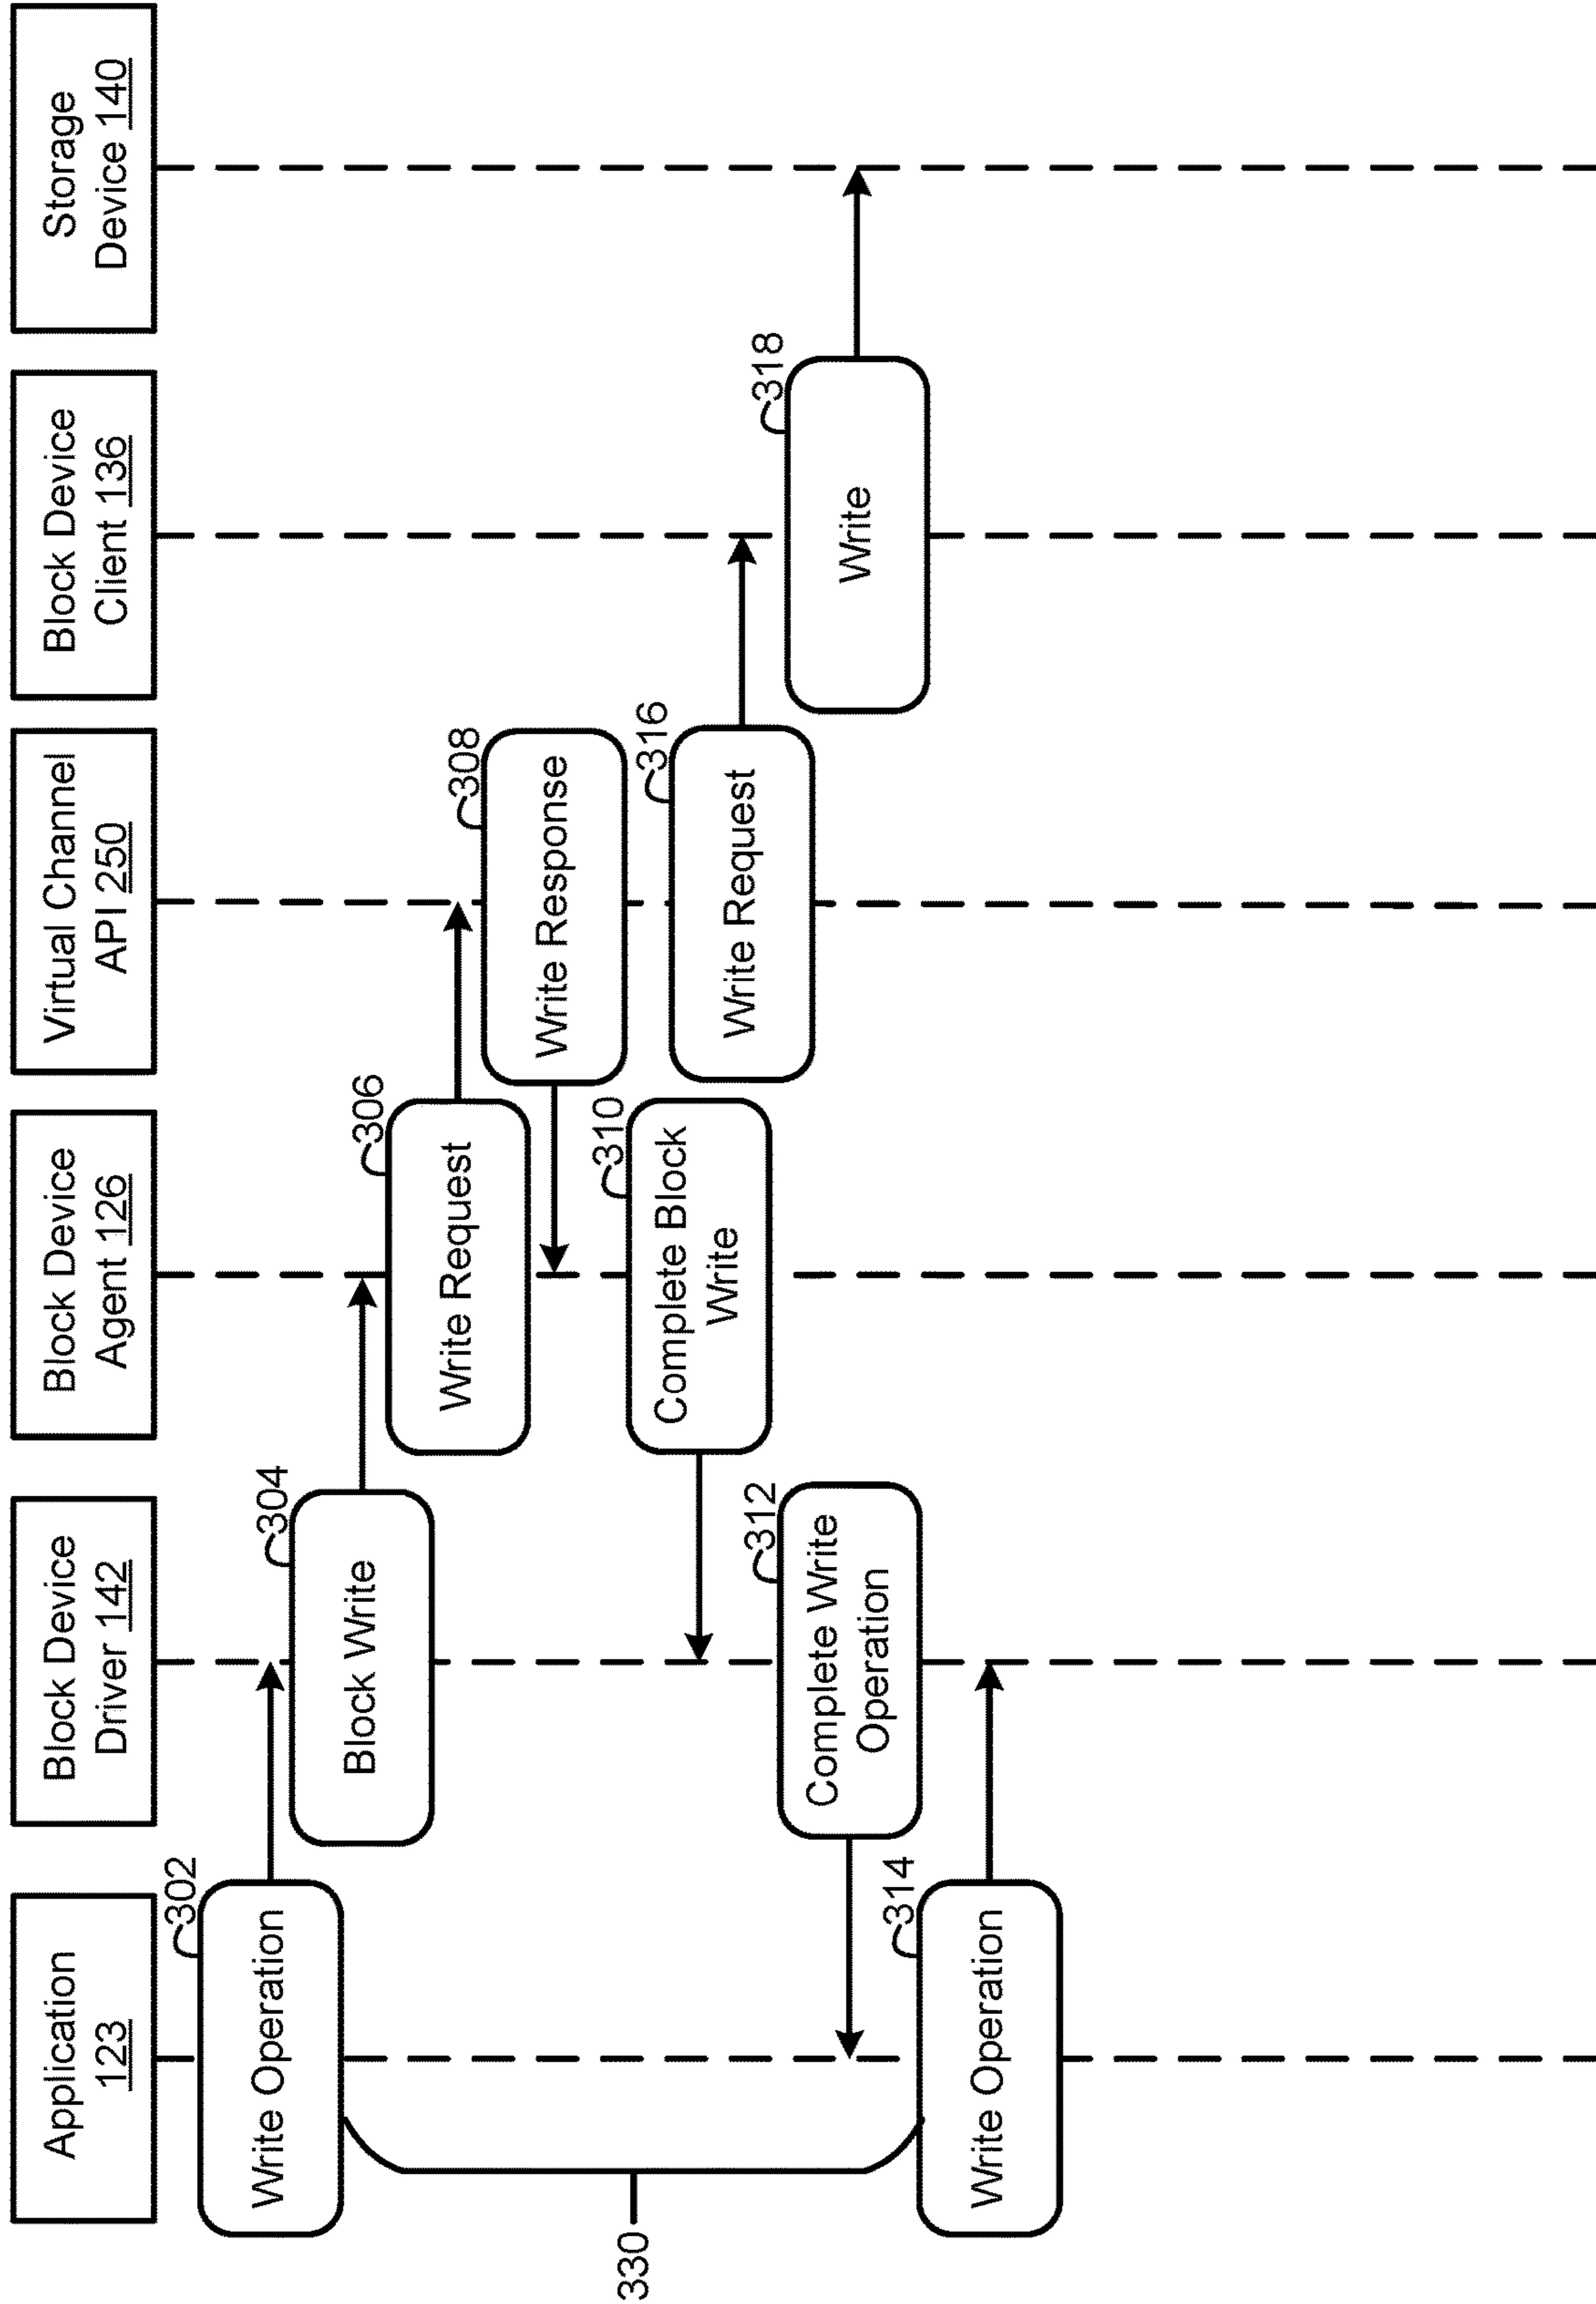 Application
123
Block Device
Driver 142
Block Device
Agent 126
Virtual Channel
API 250
Block Device
Client 136
Storage
Device 140
302
Write Operation
304
Block Write
306
Write Request
308
Write Response
310
Complete Block
Write
316
Write Request
312
Complete Write
Operation
318
Write
314
Write Operation
330